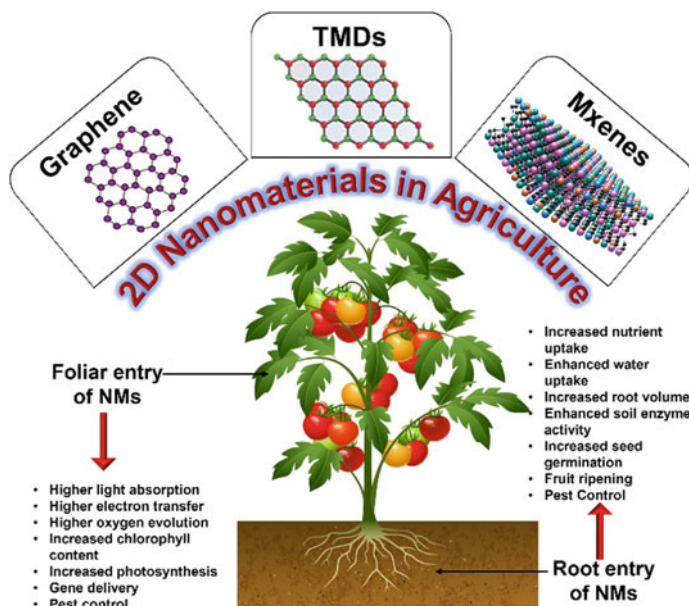 Graphene
TMDs
Mxenes
2D Nanomaterials in Agriculture
Foliar entry
of NMs
• Higher light absorption
• Higher electron transfer
• Higher oxygen evolution
• Increased chlorophyll
content
• Increased photosynthesis
• Gene delivery
• Pest control
• Increased nutrient
uptake
• Enhanced water
uptake
• Increased root volume
• Enhanced soil enzyme
activity
• Increased seed
germination
• Fruit ripening
• Pest Control
Root entry
of NMs